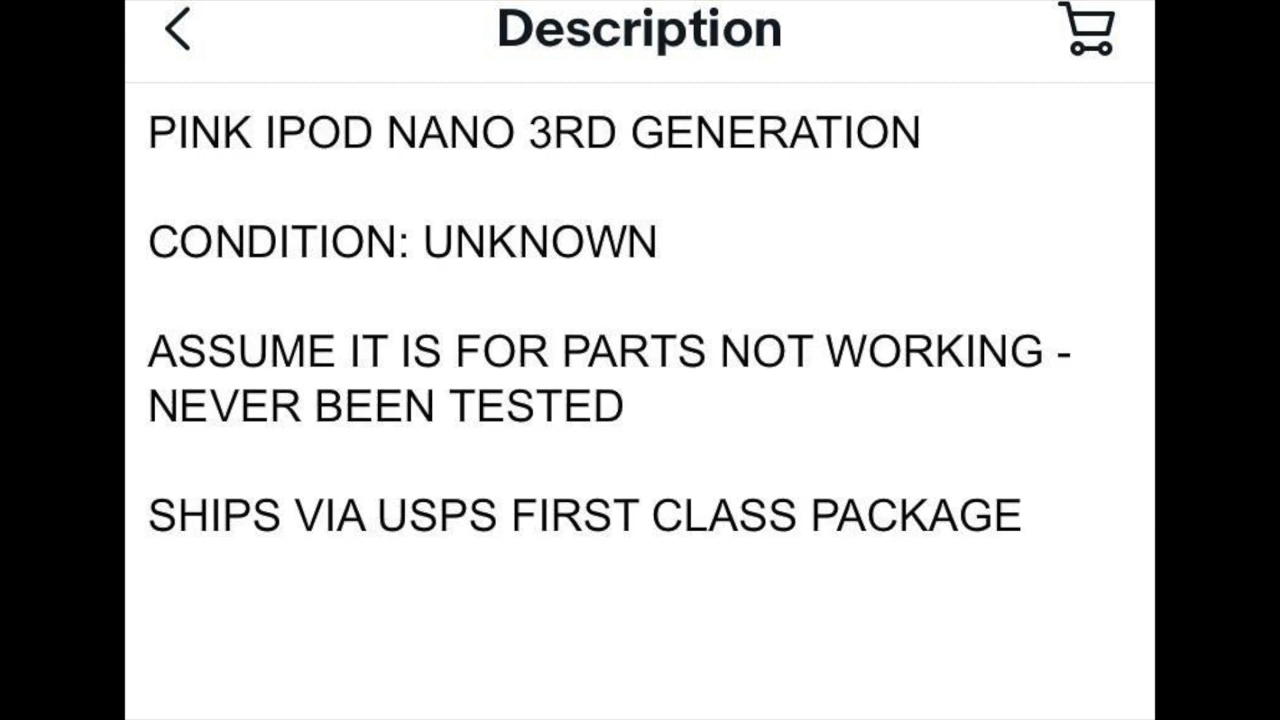 Description
PINK IPOD NANO 3RD GENERATION
CONDITION: UNKNOWN
ASSUME IT IS FOR PARTS NOT WORKING -
NEVER BEEN TESTED
SHIPS VIA USPS FIRST CLASS PACKAGE